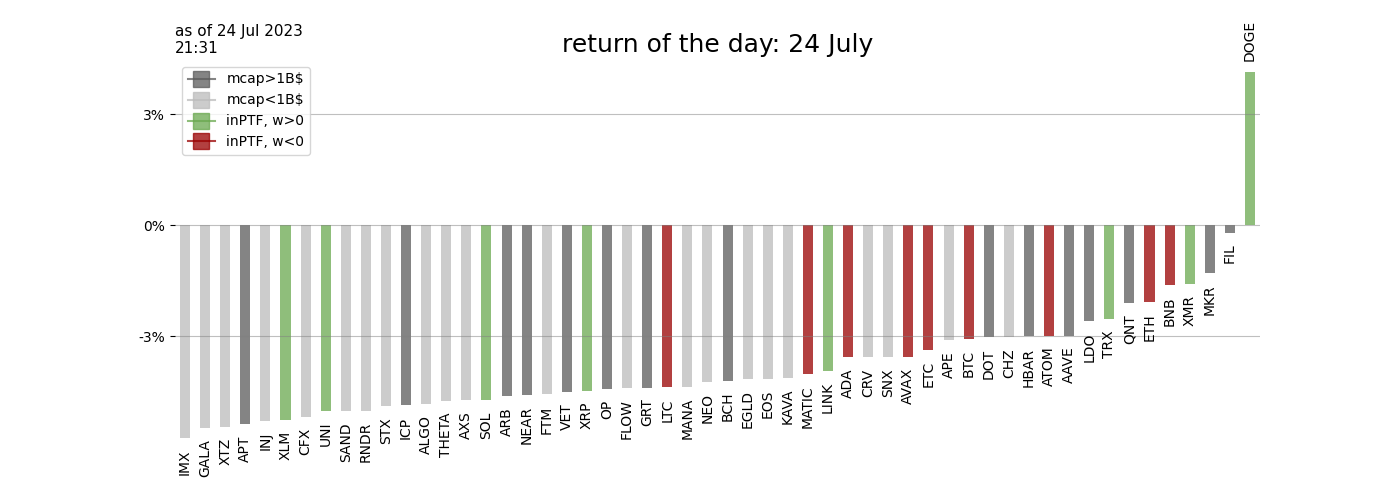 as of 24 Jul 2023
21:31
return of the day: 24 July
mcap>1B$
mcap<1B$
inPTF, w>0
inPTF, w<0
3%
0%
-3%
IMX
GALA
XTZ
APT
INJ
XLM
CFX
UNI
SAND
RNDR
STX
ICP
ALGO
THETA
AXS
SOL
ARB
NEAR
FTM
VET
XRP
OP
FLOW
GRT
LTC
MANA
NEO
BCH
EGLD
EOS
KAVA
MATIC
LINK
ADA
CRV
SNX
AVAX
ETC
APE
BTC
DOT
CHZ
HBAR
ATOM
AAVE
LDO
TRX
QNT
ETH
BNB
XMR
MKR
FIL
DOGE